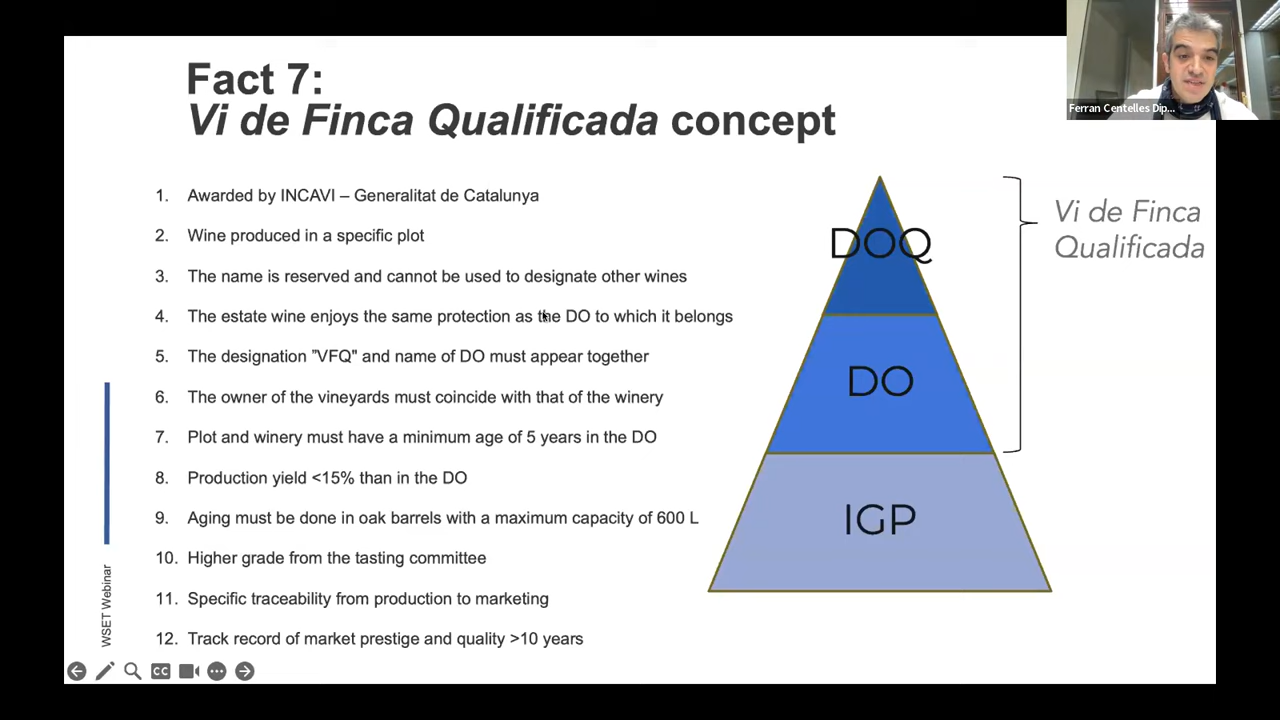 Fact 7:
Vi de Finca Qualificada concept
1. Awarded by INCAVI – Generalitat de Catalunya
2. Wine produced in a specific plot
3. The name is reserved and cannot be used to designate other wines
4. The estate wine enjoys the same protection as the DO to which it belongs
5. The designation ”VFQ" and name of DO must appear together
6. The owner of the vineyards must coincide with that of the winery
7. Plot and winery must have a minimum age of 5 years in the DO
8. Production yield <15% than in the DO
9. Aging must be done in oak barrels with a maximum capacity of 600 L
10. Higher grade from the tasting committee
11. Specific traceability from production to marketing
12. Track record of market prestige and quality >10 years
DOQ
DO
IGP
Vi de Finca
Qualificada
WSET Webinar
CC
Ferran Centelles Dip...